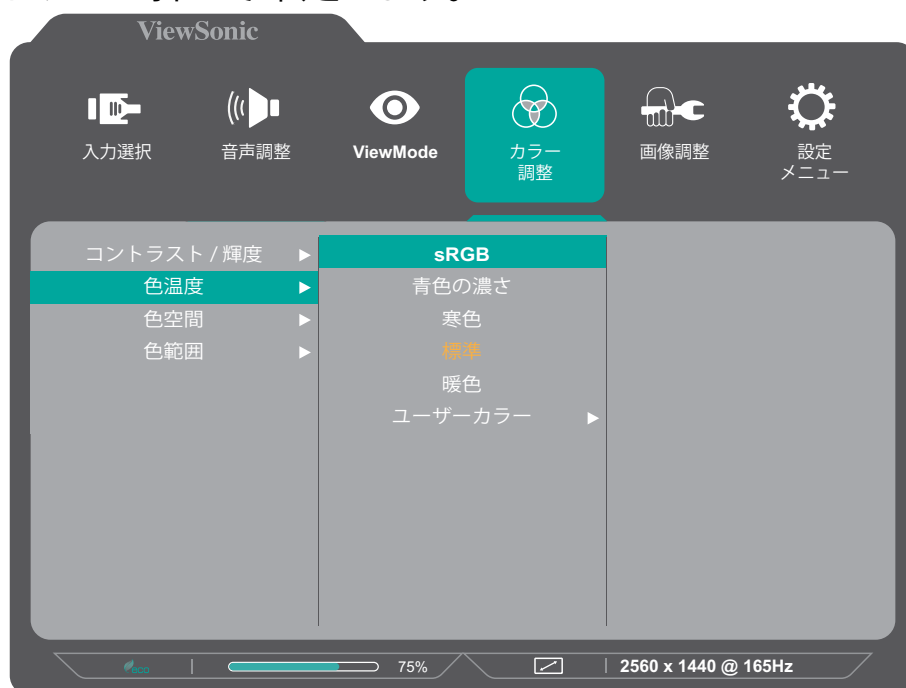 ViewSonic
入力選択
音声調整
ViewMode
カラー
調整
画像調整
設定
メニュー
コントラスト / 輝度
色温度
色空間
色範囲
sRGB
青色の濃さ
寒色
標準
暖色
ユーザーカラー
eco
75%
2560 x 1440 @ 165Hz